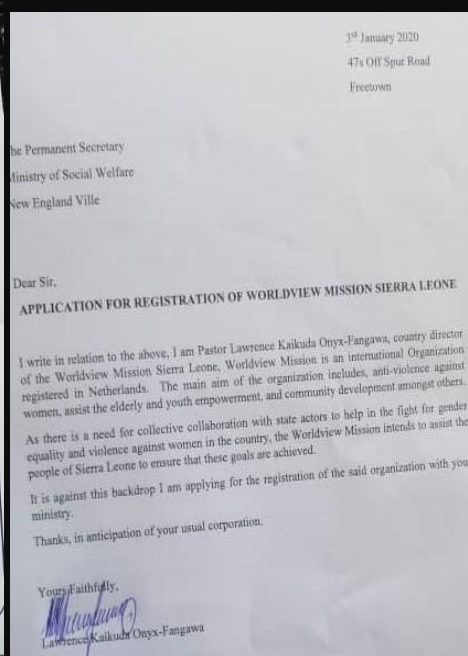 3rd January 2020
47s Off Spur Road
Freetown
he Permanent Secretary
Ministry of Social Welfare
New England Ville
Dear Sir,
APPLICATION FOR REGISTRATION OF WORLDVIEW MISSION SIERRA LEONE
I write in relation to the above, I am Pastor Lawrence Kaikuda Onyx-Fangawa, country director
of the Worldview Mission Sierra Leone, Worldview Mission is an international Organization
registered in Netherlands. The main aim of the organization includes, anti-violence against
women, assist the elderly and youth empowerment, and community development amongst others.
As there is a need for collective collaboration with state actors to help in the fight for gender
equality and violence against women in the country, the Worldview Mission intends to assist the
people of Sierra Leone to ensure that these goals are achieved.
It is against this backdrop I am applying for the registration of the said organization with you
ministry.
Thanks, in anticipation of your usual corporation.
Yours Faithfully,
Lawrence Kaikuda Onyx-Fangawa